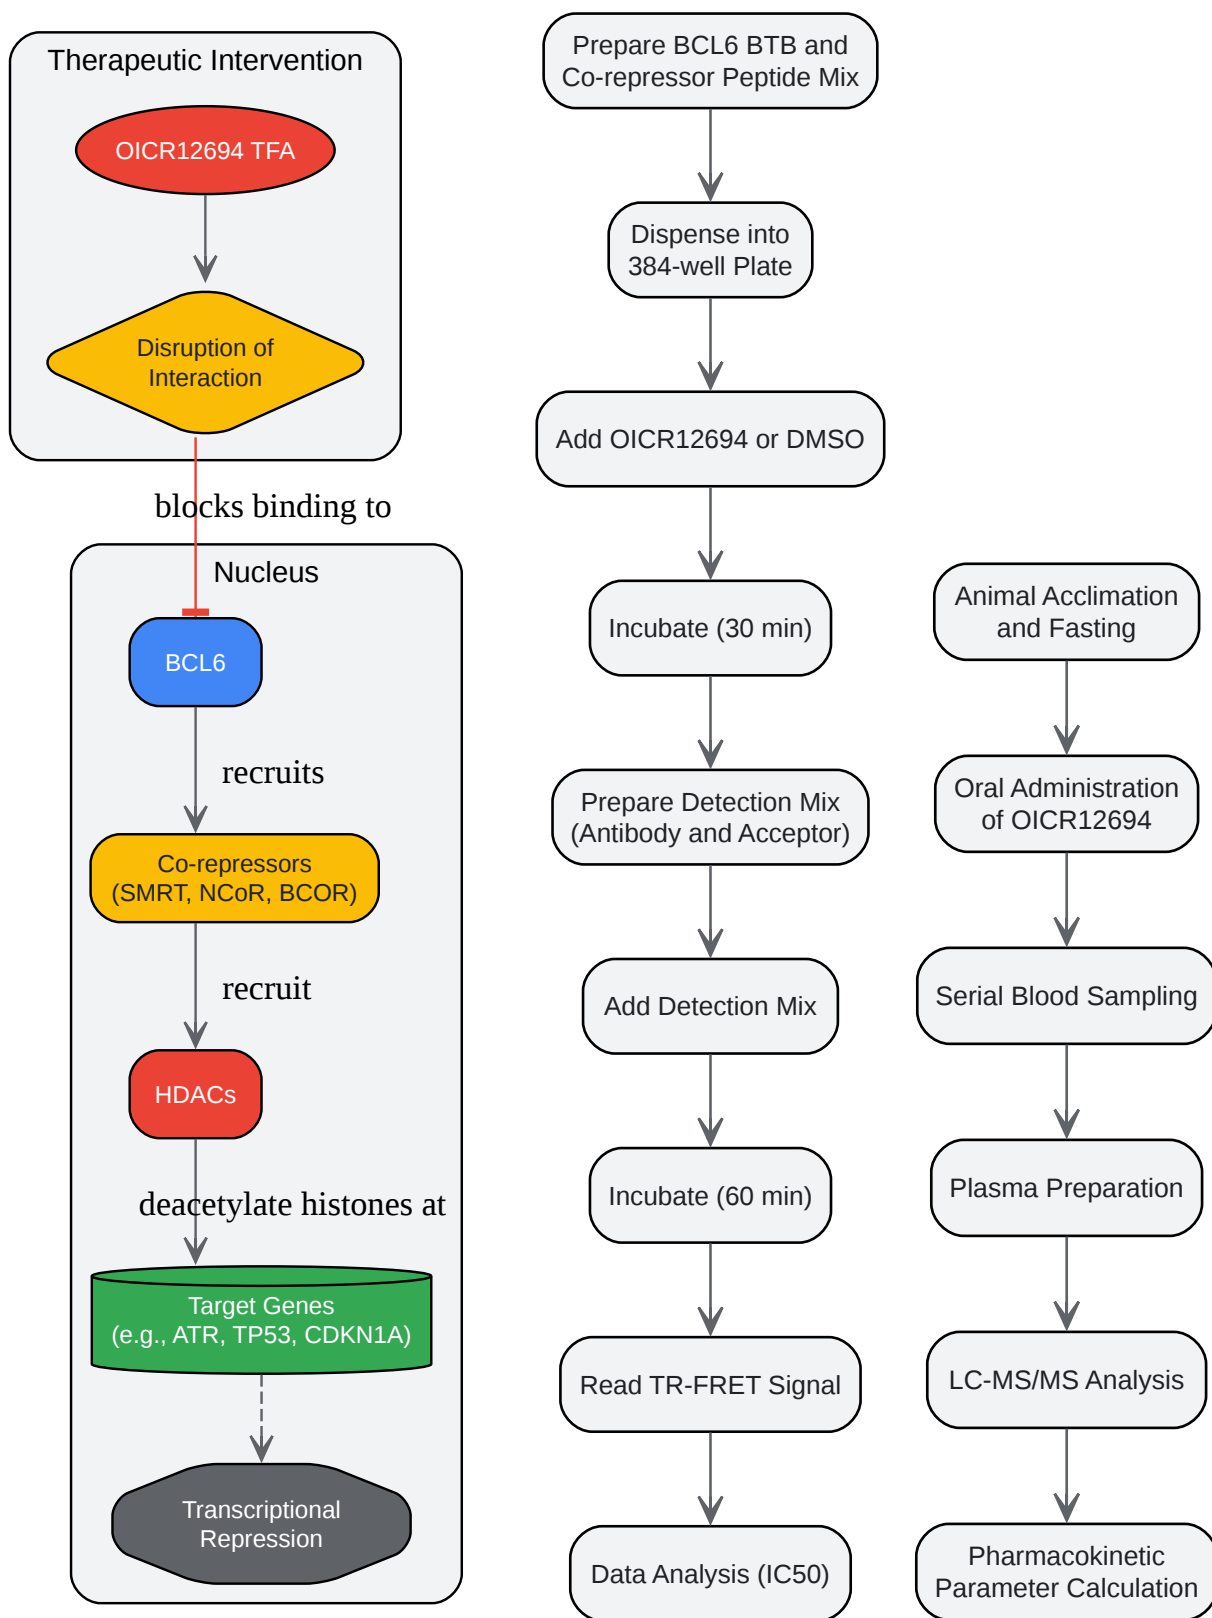 Therapeutic Intervention
OICR12694 TFA
Disruption of
Interaction
blocks binding to
Nucleus
BCL6
recruits
Co-repressors
(SMRT, NCoR, BCOR)
recruit
HDACs
deacetylate histones at
Target Genes
(e.g., ATR, TP53, CDKN1A)
Transcriptional
Repression
Prepare BCL6 BTB and
Co-repressor Peptide Mix
Dispense into
384-well Plate
Add OICR12694 or DMSO
Incubate (30 min)
Prepare Detection Mix
(Antibody and Acceptor)
Add Detection Mix
Incubate (60 min)
Read TR-FRET Signal
Data Analysis (IC50)
Animal Acclimation
and Fasting
Oral Administration
of OICR12694
Serial Blood Sampling
Plasma Preparation
LC-MS/MS Analysis
Pharmacokinetic
Parameter Calculation